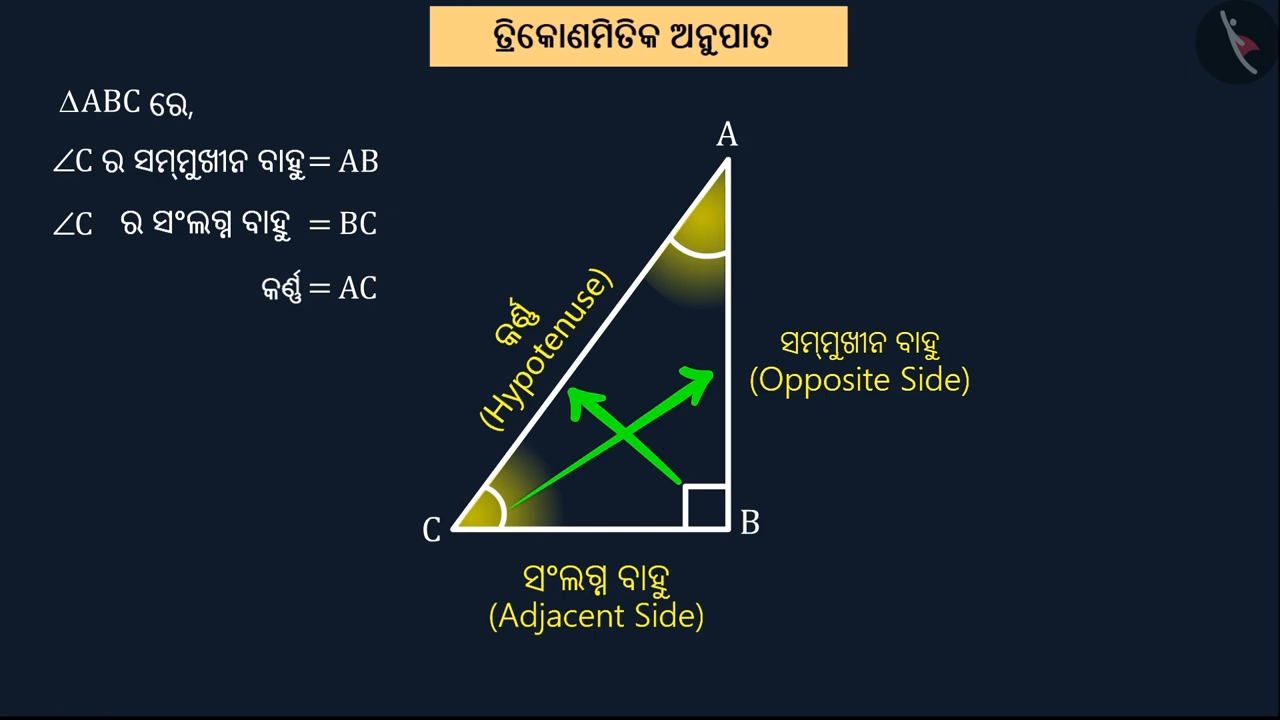 ତ୍ରିକୋଣମିତିକ ଅନୁପାତ
ΔABC ରେ,
∠C ର ସମ୍ମୁଖୀନ ବାହୁ = AB
∠C ର ସଂଲଗ୍ନ ବାହୁ = BC
କର୍ଣ୍ଣ = AC
A
କର୍ଣ୍ଣ
(Hypotenuse)
ସମ୍ମୁଖୀନ ବାହୁ
(Opposite Side)
C
B
ସଂଲଗ୍ନ ବାହୁ
(Adjacent Side)